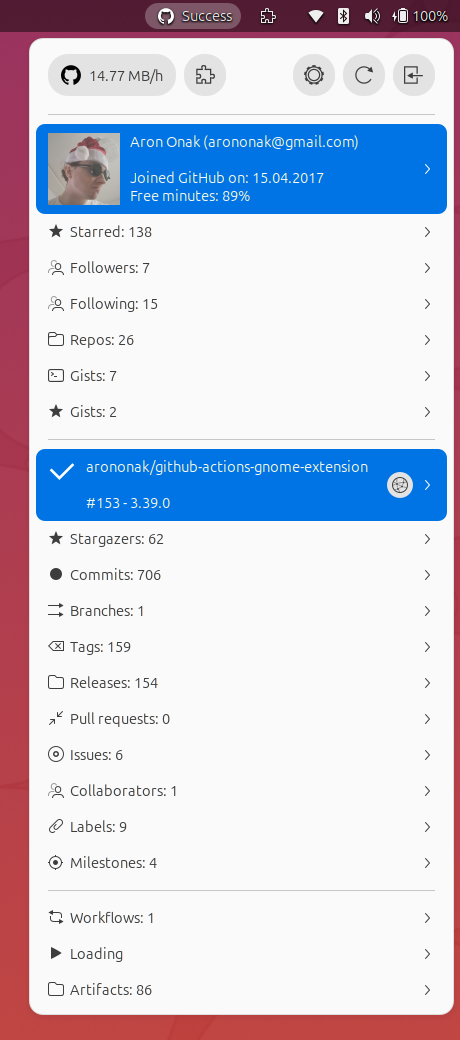 Success
100%
14.77 MB/h
Aron Onak (arononak@gmail.com)
Joined GitHub on: 15.04.2017
Free minutes: 89%
Starred: 138
Followers: 7
Following: 15
Repos: 26
Gists: 7
Gists: 2
arononak/github-actions-gnome-extension
#153 - 3.39.0
Stargazers: 62
Commits: 706
Branches: 1
Tags: 159
Releases: 154
Pull requests: 0
Issues: 6
Collaborators: 1
Labels: 9
Milestones: 4
Workflows: 1
Loading
Artifacts: 86